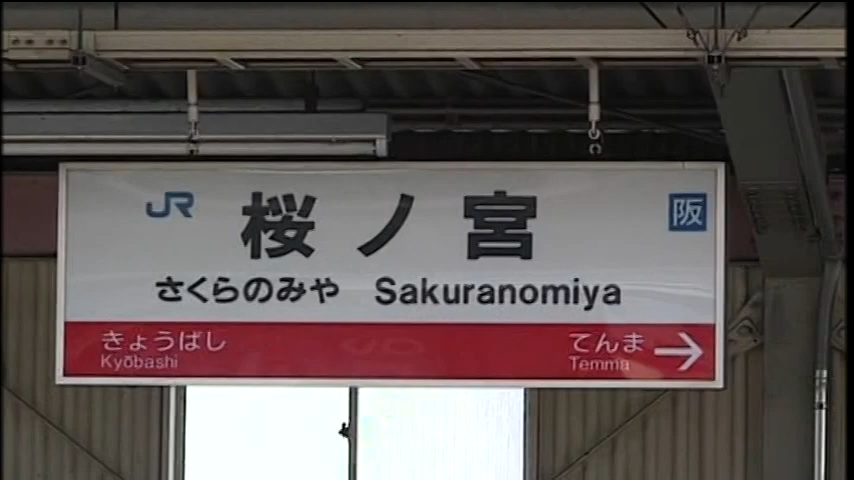 JR 桜ノ宮 阪
さくらのみや Sakuranomiya
きょうばし てんま →
Kyōbashi Temma